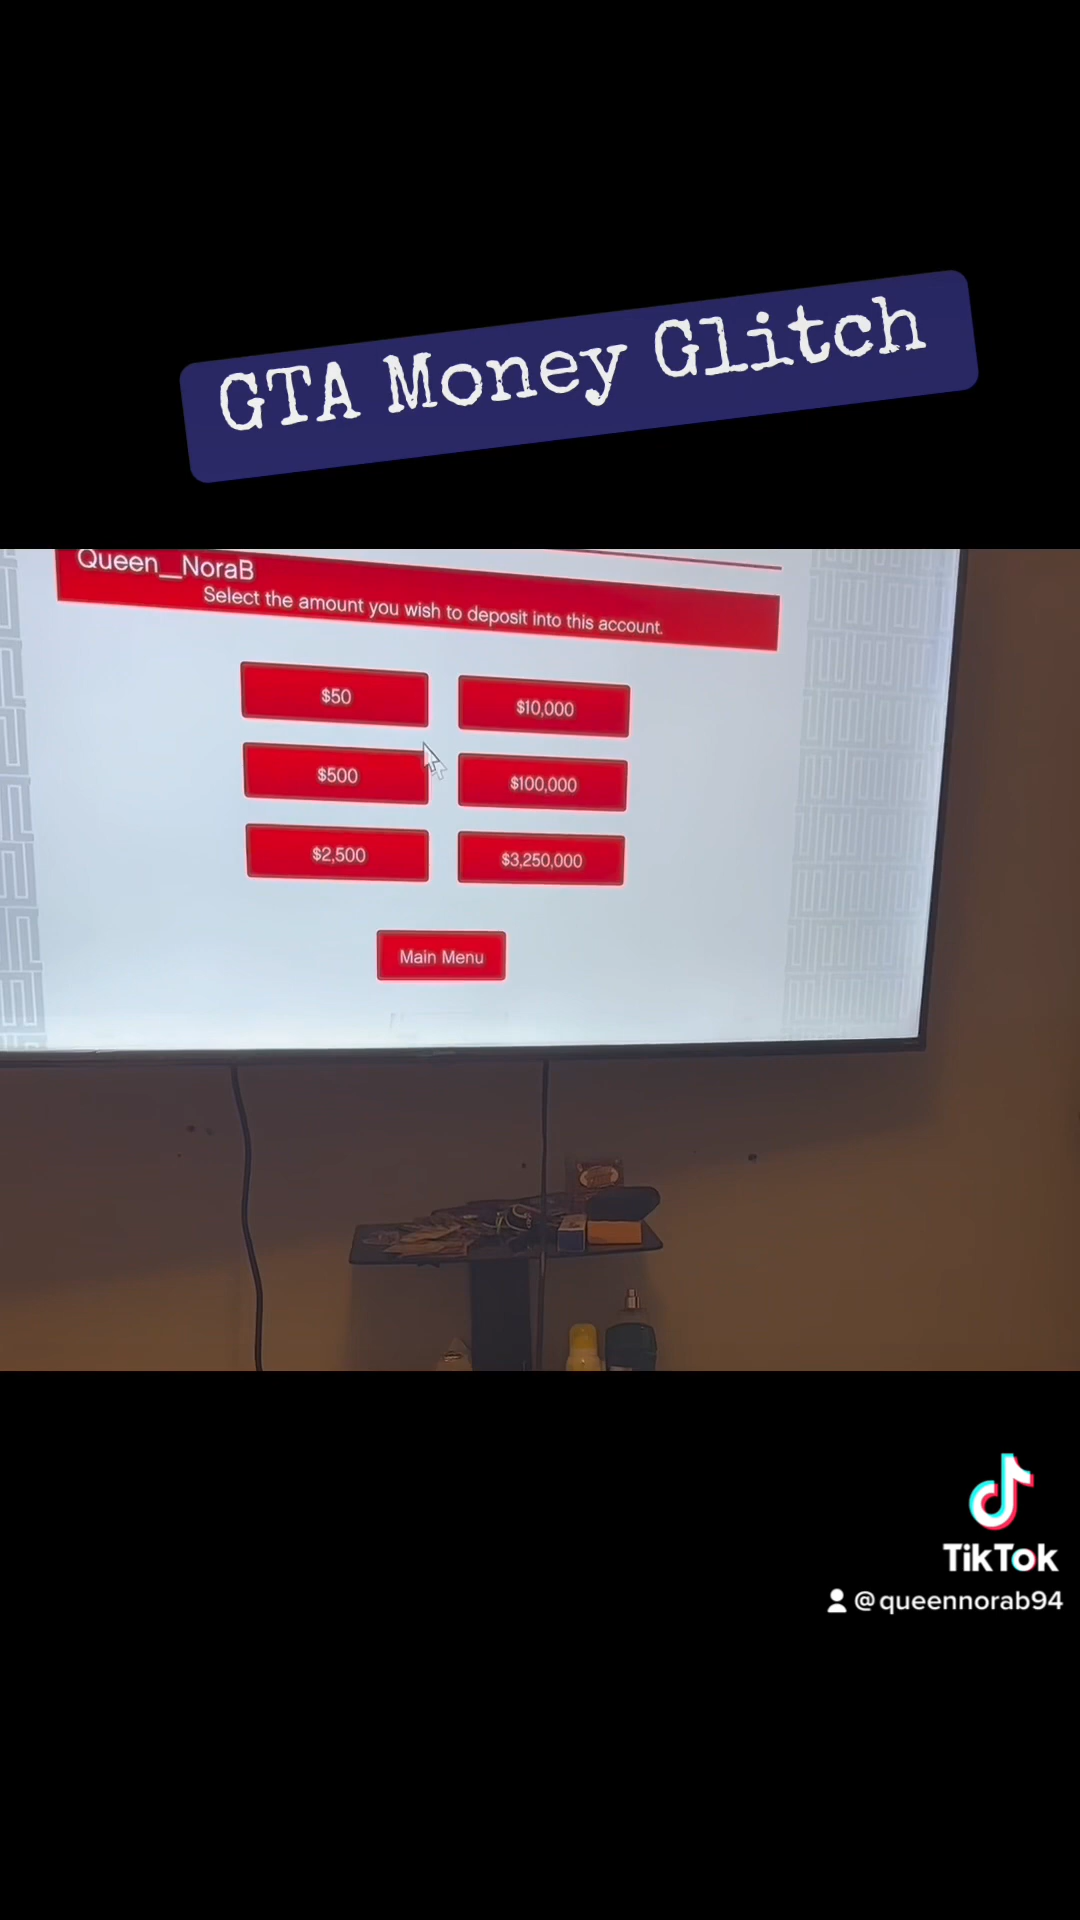 GTA Money Glitch
Queen__NoraB
Select the amount you wish to deposit into this account.
$50
$10,000
$500
$100,000
$2,500
$3,250,000
Main Menu
TikTok
@queennorab94